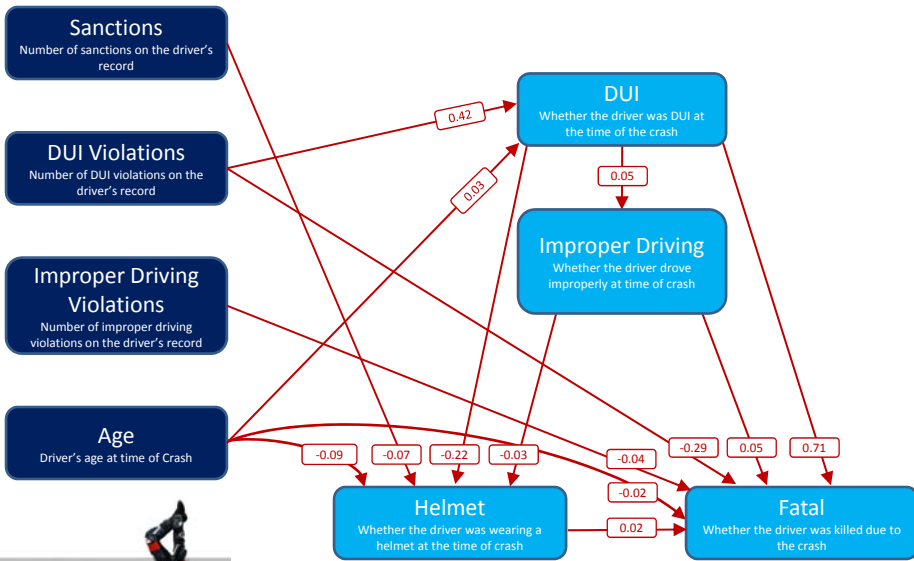 Sanctions
Number of sanctions on the driver's
record
DUI Violations
Number of DUI violations on the
driver's record
Improper Driving
Violations
Number of improper driving
violations on the driver's record
Age
Driver's age at time of Crash
DUI
Whether the driver was DUI at
the time of the crash
Improper Driving
Whether the driver drove
improperly at time of crash
Helmet
Whether the driver was wearing a
helmet at the time of crash
Fatal
Whether the driver was killed due to
the crash
0.42
0.03
0.05
-0.09
-0.07
-0.22
-0.03
-0.04
-0.29
0.05
0.71
-0.02
0.02